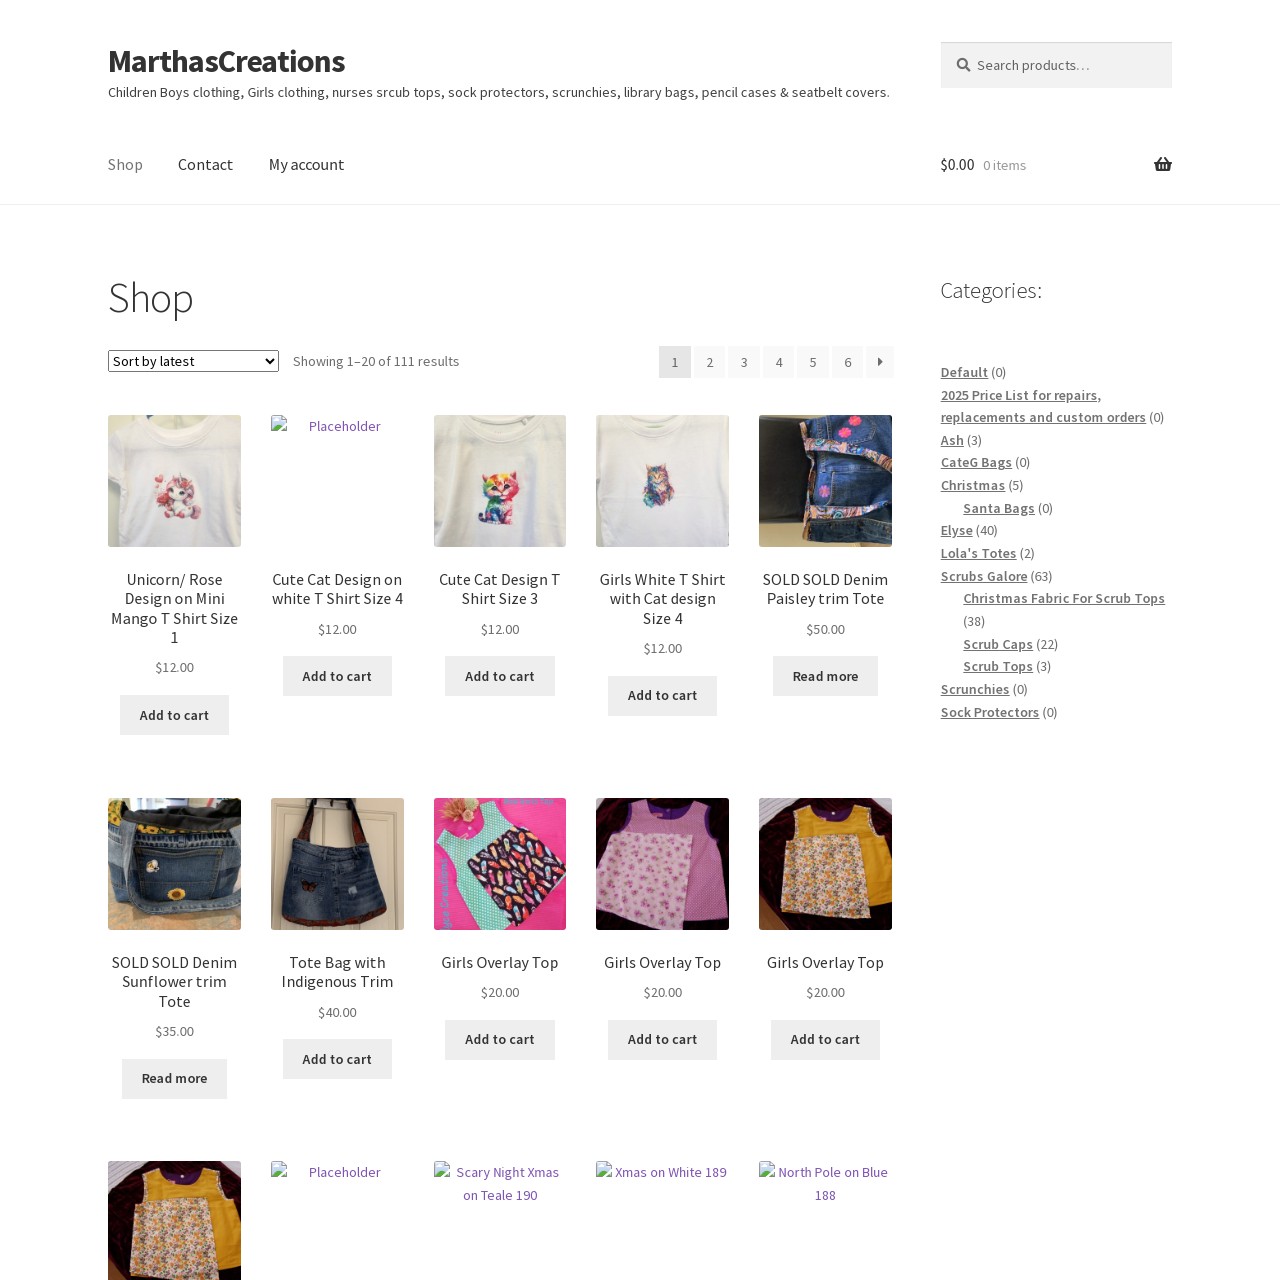 MarthasCreations
Children Boys clothing, Girls clothing, nurses srcub tops, sock protectors, scrunchies, library bags, pencil cases & seatbelt covers.
Search products…
Shop
Contact
My account
$0.00 0 items
Shop
Sort by latest
Showing 1–20 of 111 results
1 2 3 4 5 6
Unicorn/ Rose
Design on Mini
Mango T Shirt Size
1
$12.00
Add to cart
Placeholder
Cute Cat Design on
white T Shirt Size 4
$12.00
Add to cart
Cute Cat Design T
Shirt Size 3
$12.00
Add to cart
Girls White T Shirt
with Cat design
Size 4
$12.00
Add to cart
SOLD SOLD Denim
Paisley trim Tote
$50.00
Read more
SOLD SOLD Denim
Sunflower trim
Tote
$35.00
Read more
Tote Bag with
Indigenous Trim
$40.00
Add to cart
Girls Overlay Top
$20.00
Add to cart
Girls Overlay Top
$20.00
Add to cart
Girls Overlay Top
$20.00
Add to cart
Placeholder
Scary Night Xmas
on Teale 190
Xmas on White 189
North Pole on Blue
188
Categories:
Default (0)
2025 Price List for repairs,
replacements and custom orders (0)
Ash (3)
CateG Bags (0)
Christmas (5)
Santa Bags (0)
Elyse (40)
Lola's Totes (2)
Scrubs Galore (63)
Christmas Fabric For Scrub Tops
(38)
Scrub Caps (22)
Scrub Tops (3)
Scrunchies (0)
Sock Protectors (0)